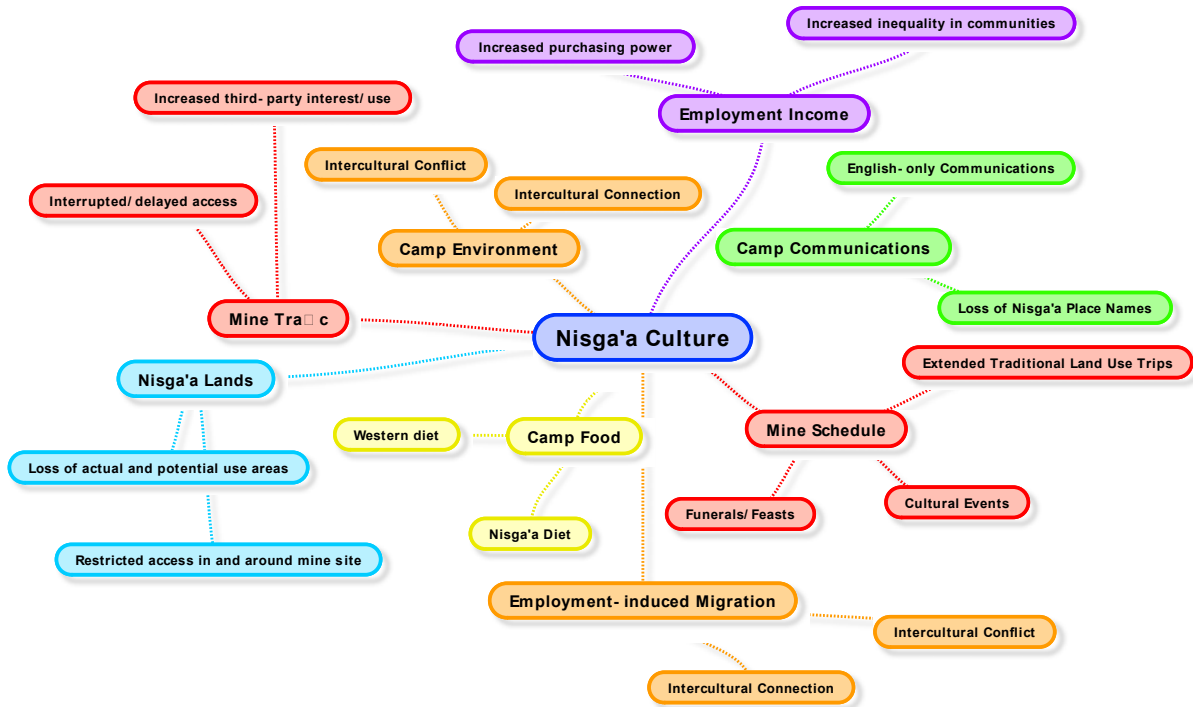 Increased inequality in communities
Increased purchasing power
Increased third- party interest/ use
Employment Income
Intercultural Conflict
English- only Communications
Intercultural Connection
Interrupted/ delayed access
Camp Environment
Camp Communications
Loss of Nisga'a Place Names
Mine Tra□ c
Nisga'a Culture
Extended Traditional Land Use Trips
Nisga'a Lands
Mine Schedule
Western diet
Camp Food
Loss of actual and potential use areas
Cultural Events
Funerals/ Feasts
Nisga'a Diet
Restricted access in and around mine site
Employment- induced Migration
Intercultural Conflict
Intercultural Connection